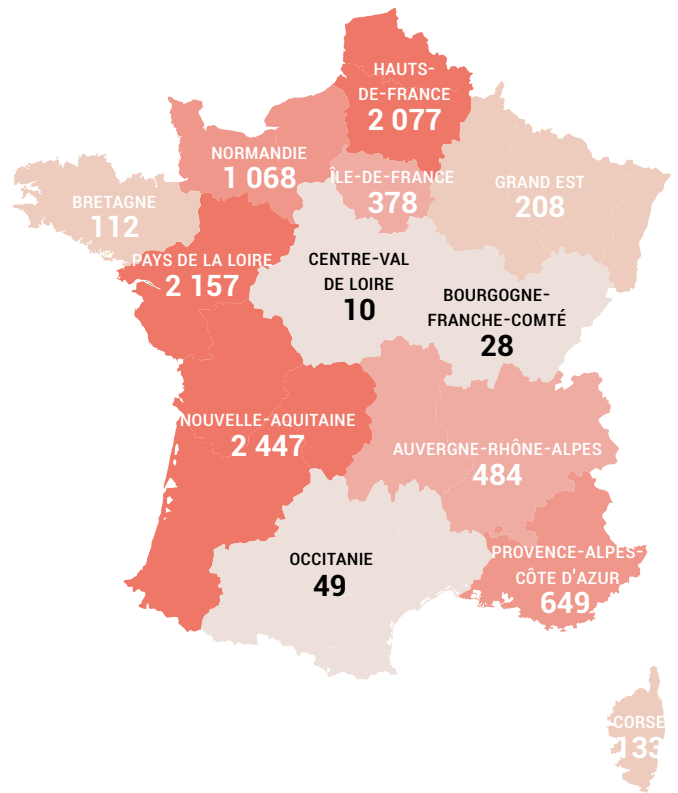 HAUTS-
DE-FRANCE
2 077
NORMANDIE
1 068
ÎLE-DE-FRANCE
378
GRAND EST
208
BRETAGNE
112
PAYS DE LA LOIRE
2 157
CENTRE-VAL
DE LOIRE
10
BOURGOGNE-
FRANCHE-COMTÉ
28
NOUVELLE-AQUITAINE
2 447
AUVERGNE-RHÔNE-ALPES
484
OCCITANIE
49
PROVENCE-ALPES-
CÔTE D'AZUR
649
CORSE
133